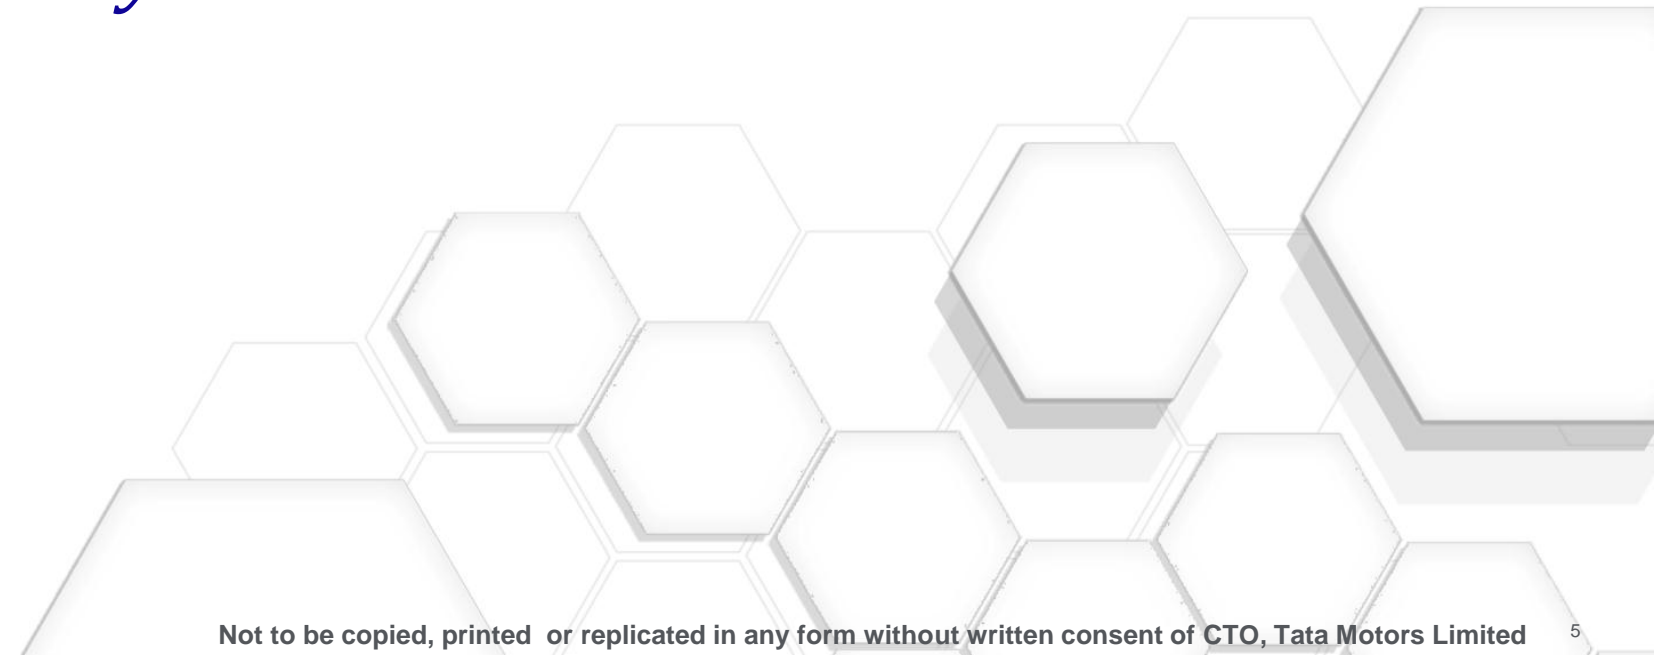 Not to be copied, printed  or replicated in any form without written consent of CTO, Tata Motors Limited 5